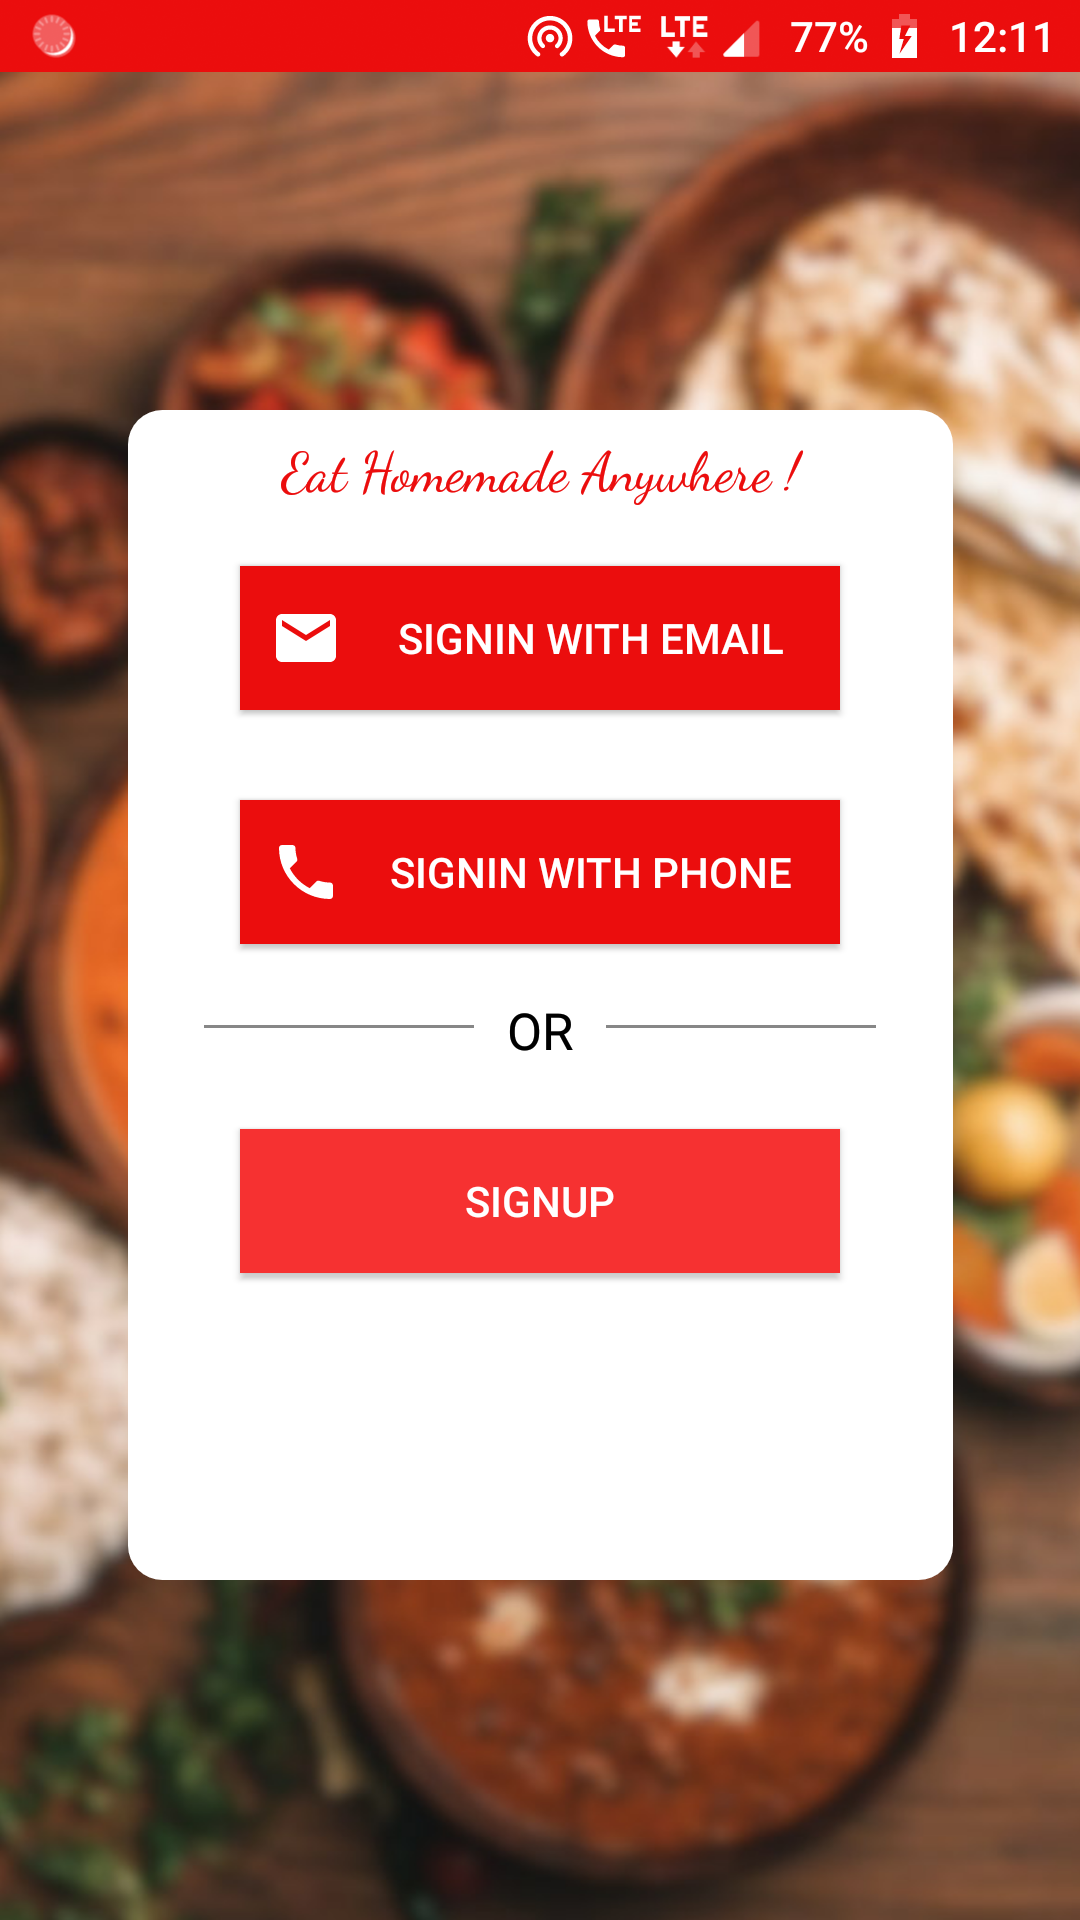 LTE LTE 77% 12:11
Eat Homemade Anywhere !
SIGNIN WITH EMAIL
SIGNIN WITH PHONE
OR
SIGNUP